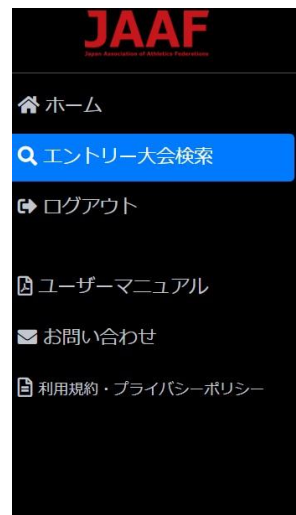 JAAF
Japan Association of Athletics Federations
ホーム
エントリー大会検索
ログアウト
ユーザーマニュアル
お問い合わせ
利用規約・プライバシーポリシー